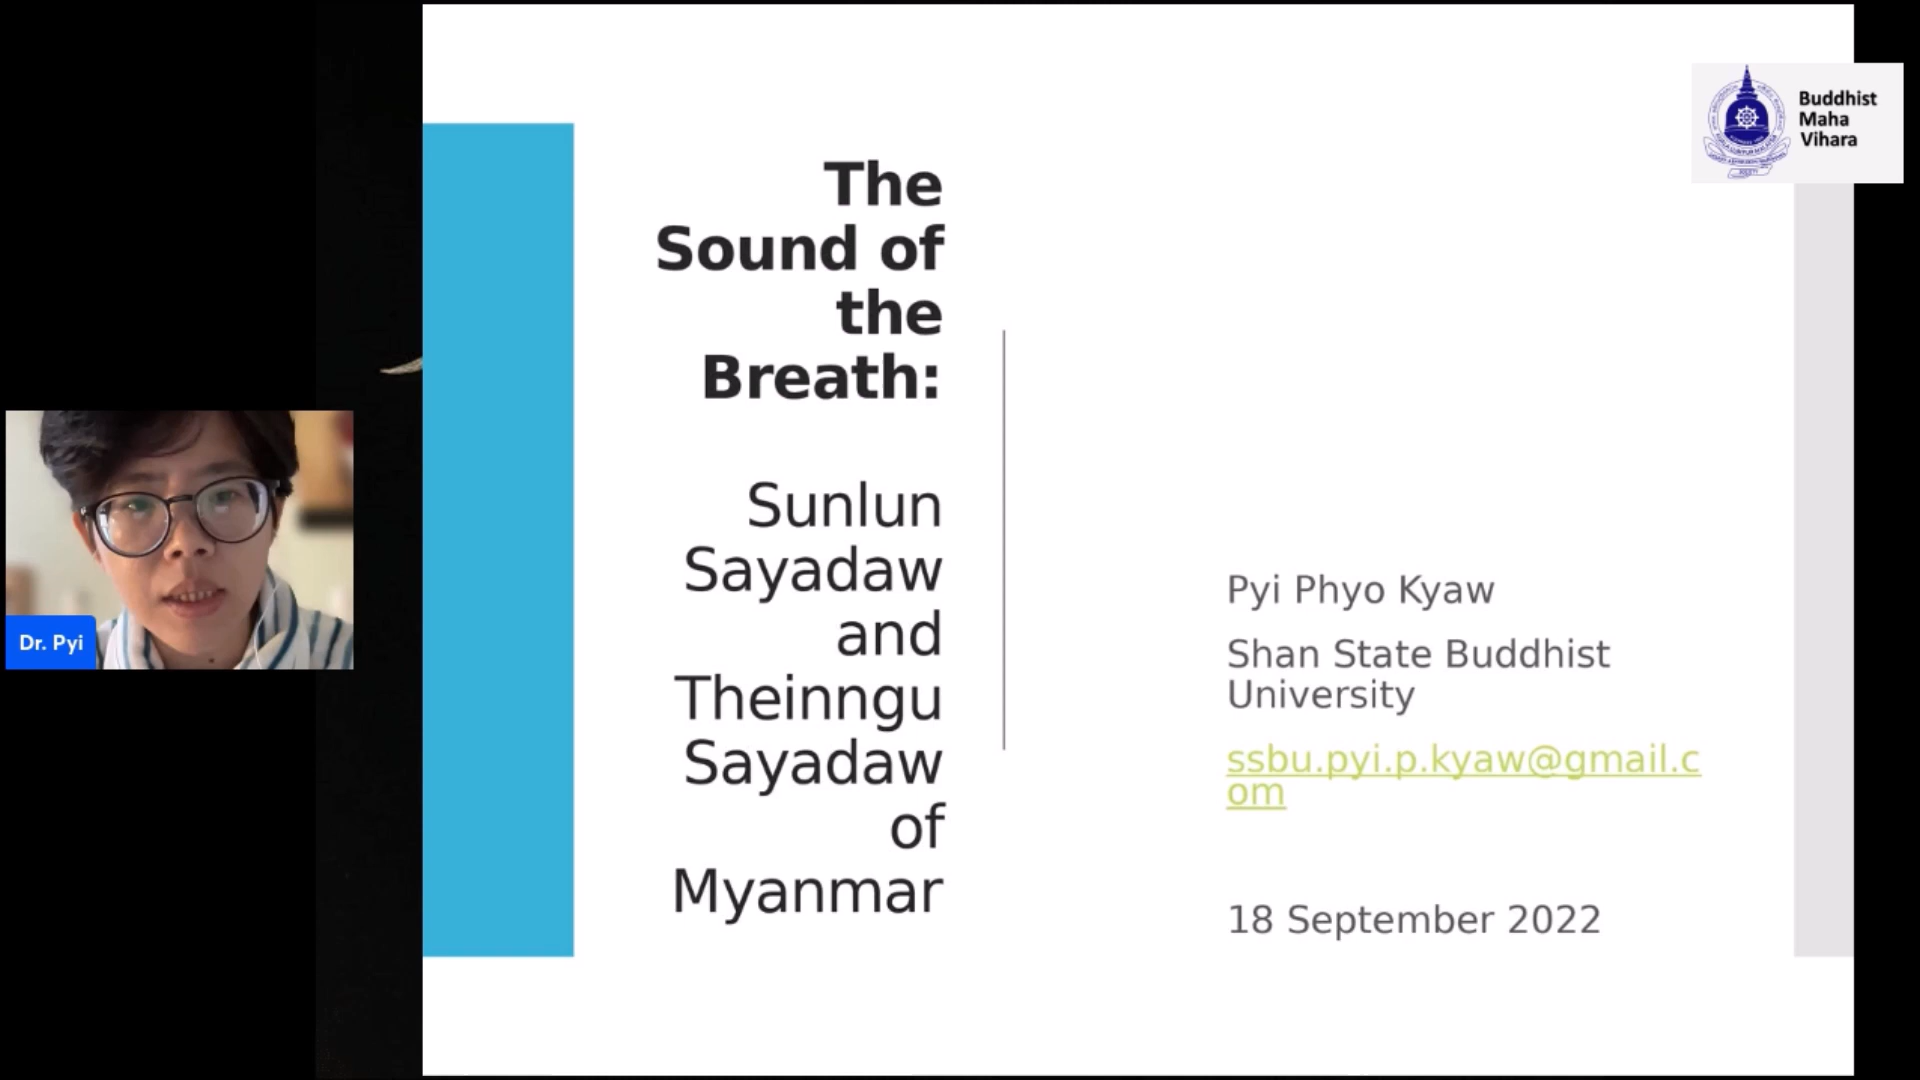 The
Sound of
the
Breath:
Sunlun
Sayadaw
and
Theinngu
Sayadaw
of
Myanmar
Pyi Phyo Kyaw
Shan State Buddhist
University
ssbu.pyi.p.kyaw@gmail.c
om
18 September 2022
Buddhist
Maha
Vihara
Dr. Pyi